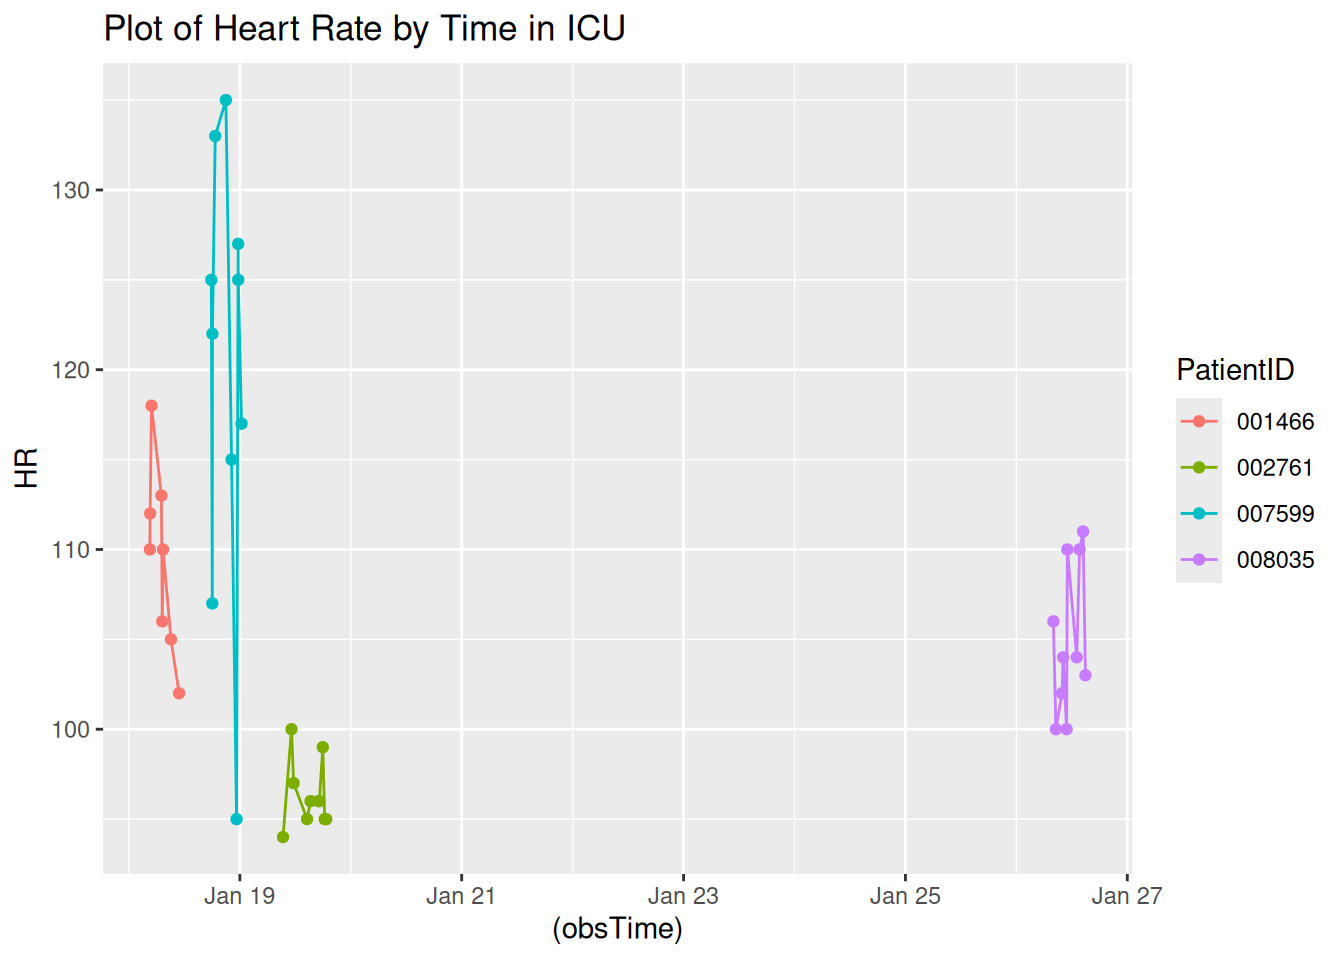 Plot of Heart Rate by Time in ICU
130
120
110
100
HR
Jan 19
Jan 21
Jan 23
Jan 25
Jan 27
(obsTime)
PatientID
001466
002761
007599
008035